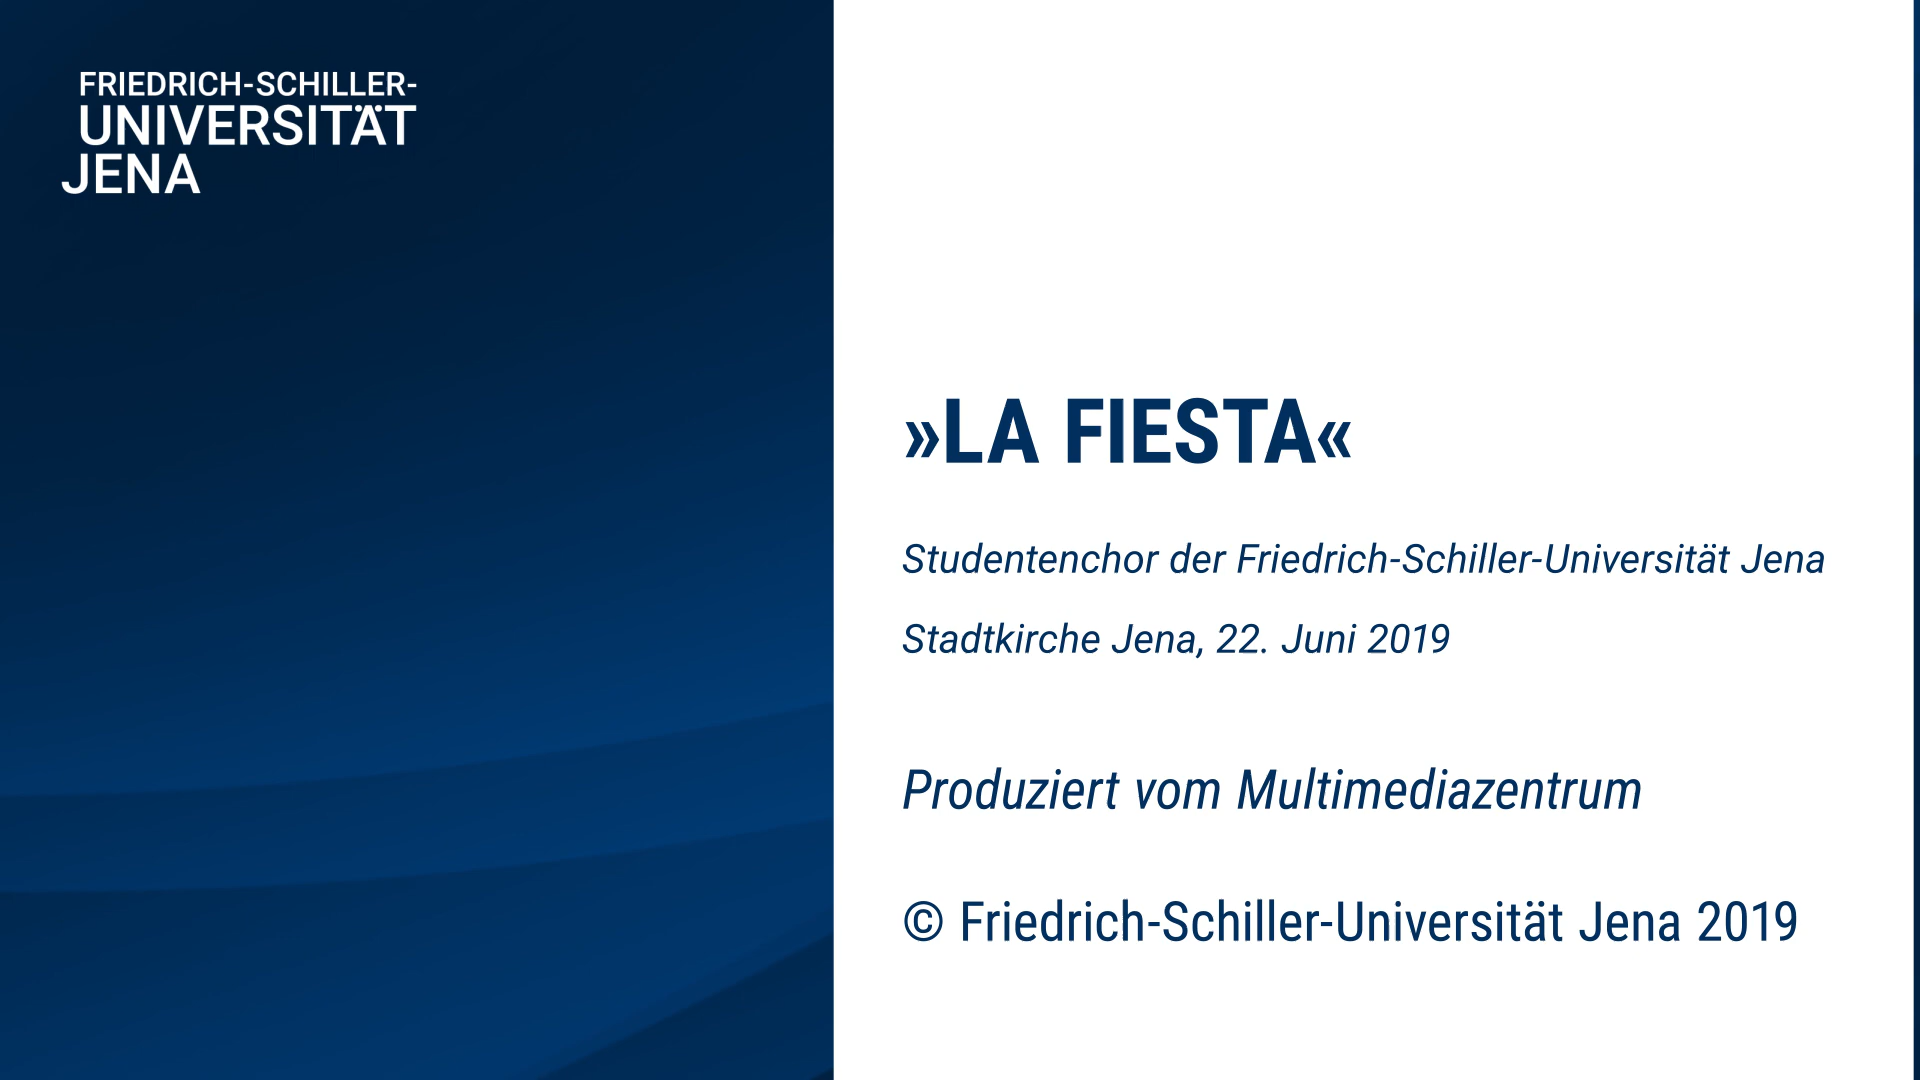 FRIEDRICH-SCHILLER-
UNIVERSITÄT
JENA
»LA FIESTA«
Studentenchor der Friedrich-Schiller-Universität Jena
Stadtkirche Jena, 22. Juni 2019
Produziert vom Multimediazentrum
© Friedrich-Schiller-Universität Jena 2019